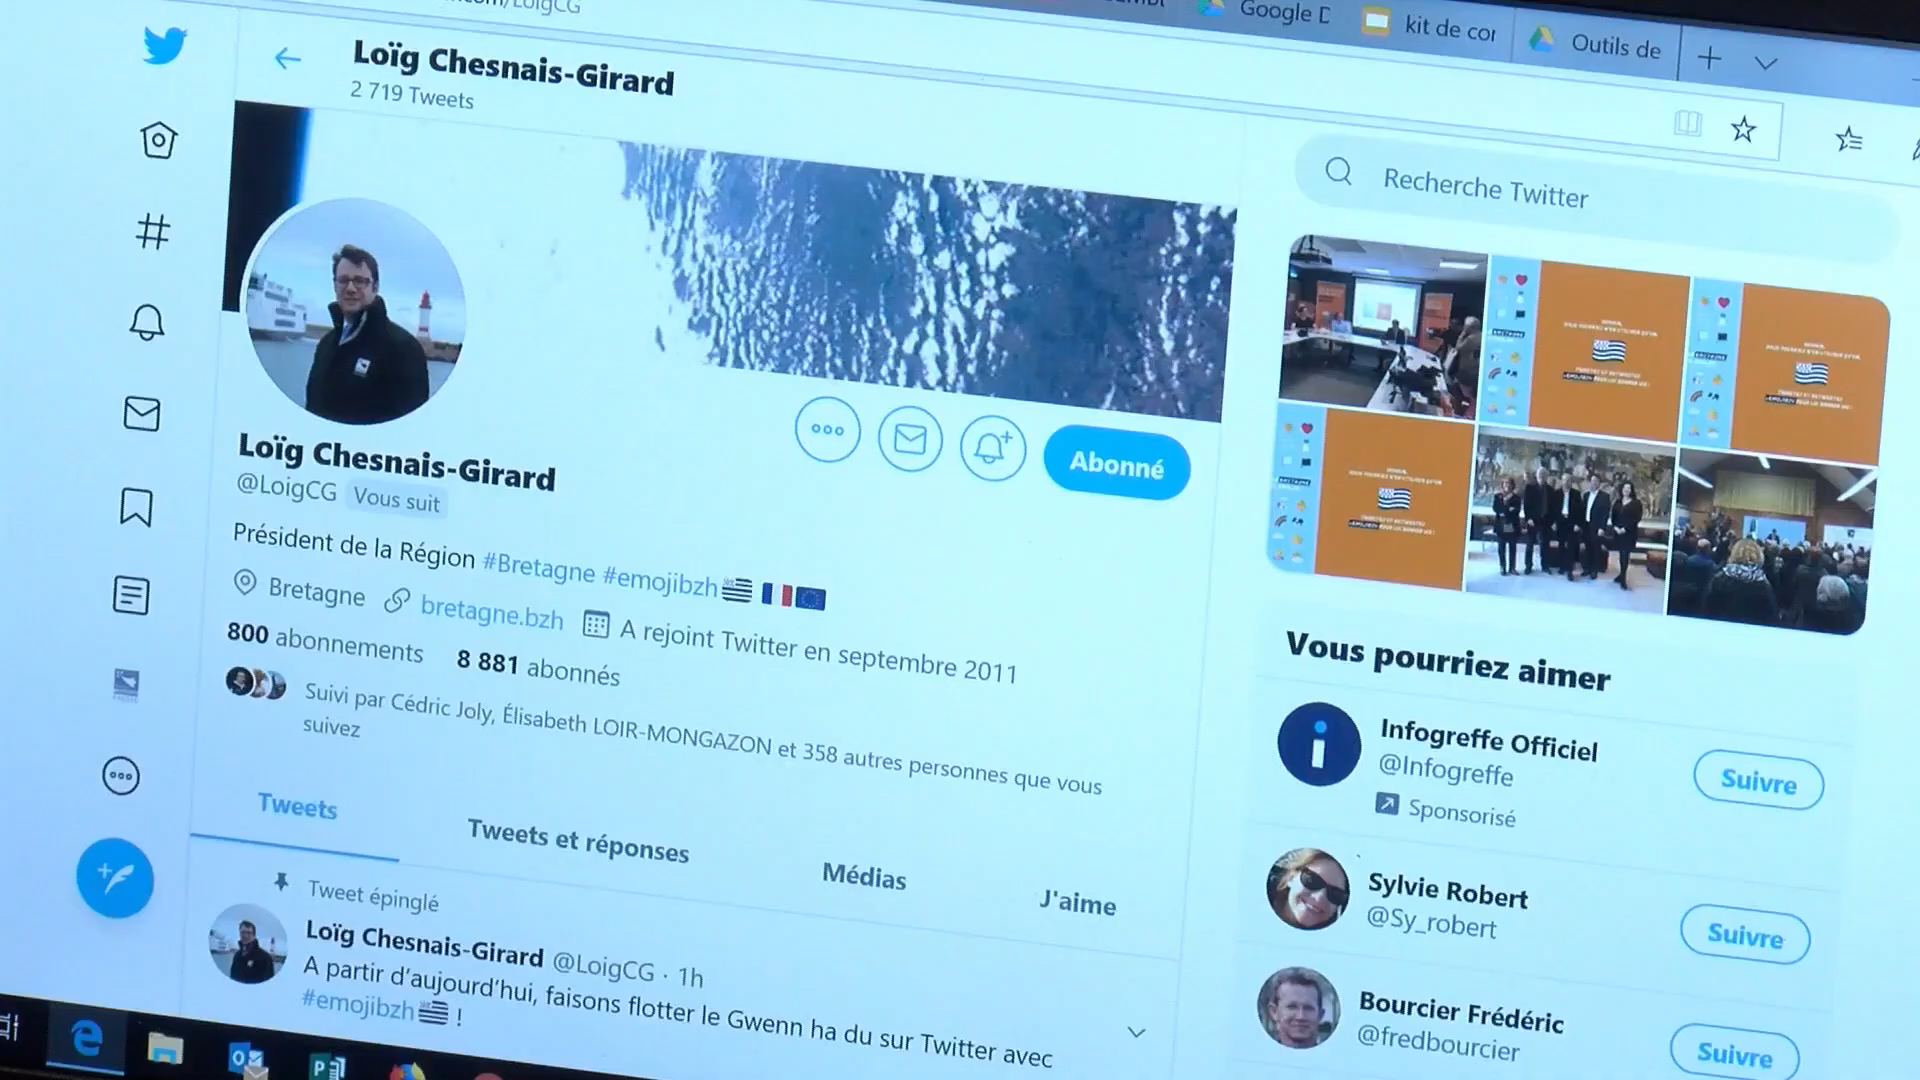 Google D
kit de cor
Outils de
Loïg Chesnais-Girard
2 719 Tweets
Recherche Twitter
Loïg Chesnais-Girard
@LoigCG Vous suit
Abonné
Président de la Région #Bretagne #emojibzh
Bretagne bretagne.bzh A rejoint Twitter en septembre 2011
800 abonnements 8 881 abonnés
Suivi par Cédric Joly, Élisabeth LOIR-MONGAZON et 358 autres personnes que vous
suivez
Tweets
Tweets et réponses
Médias
J'aime
Tweet épinglé
Loïg Chesnais-Girard @LoigCG · 1h
A partir d'aujourd'hui, faisons flotter le Gwenn ha du sur Twitter avec
#emojibzh !
Vous pourriez aimer
Infogreffe Officiel
@Infogreffe
Sponsorisé
Suivre
Sylvie Robert
@Sy_robert
Suivre
Bourcier Frédéric
@fredbourcier
Suivre